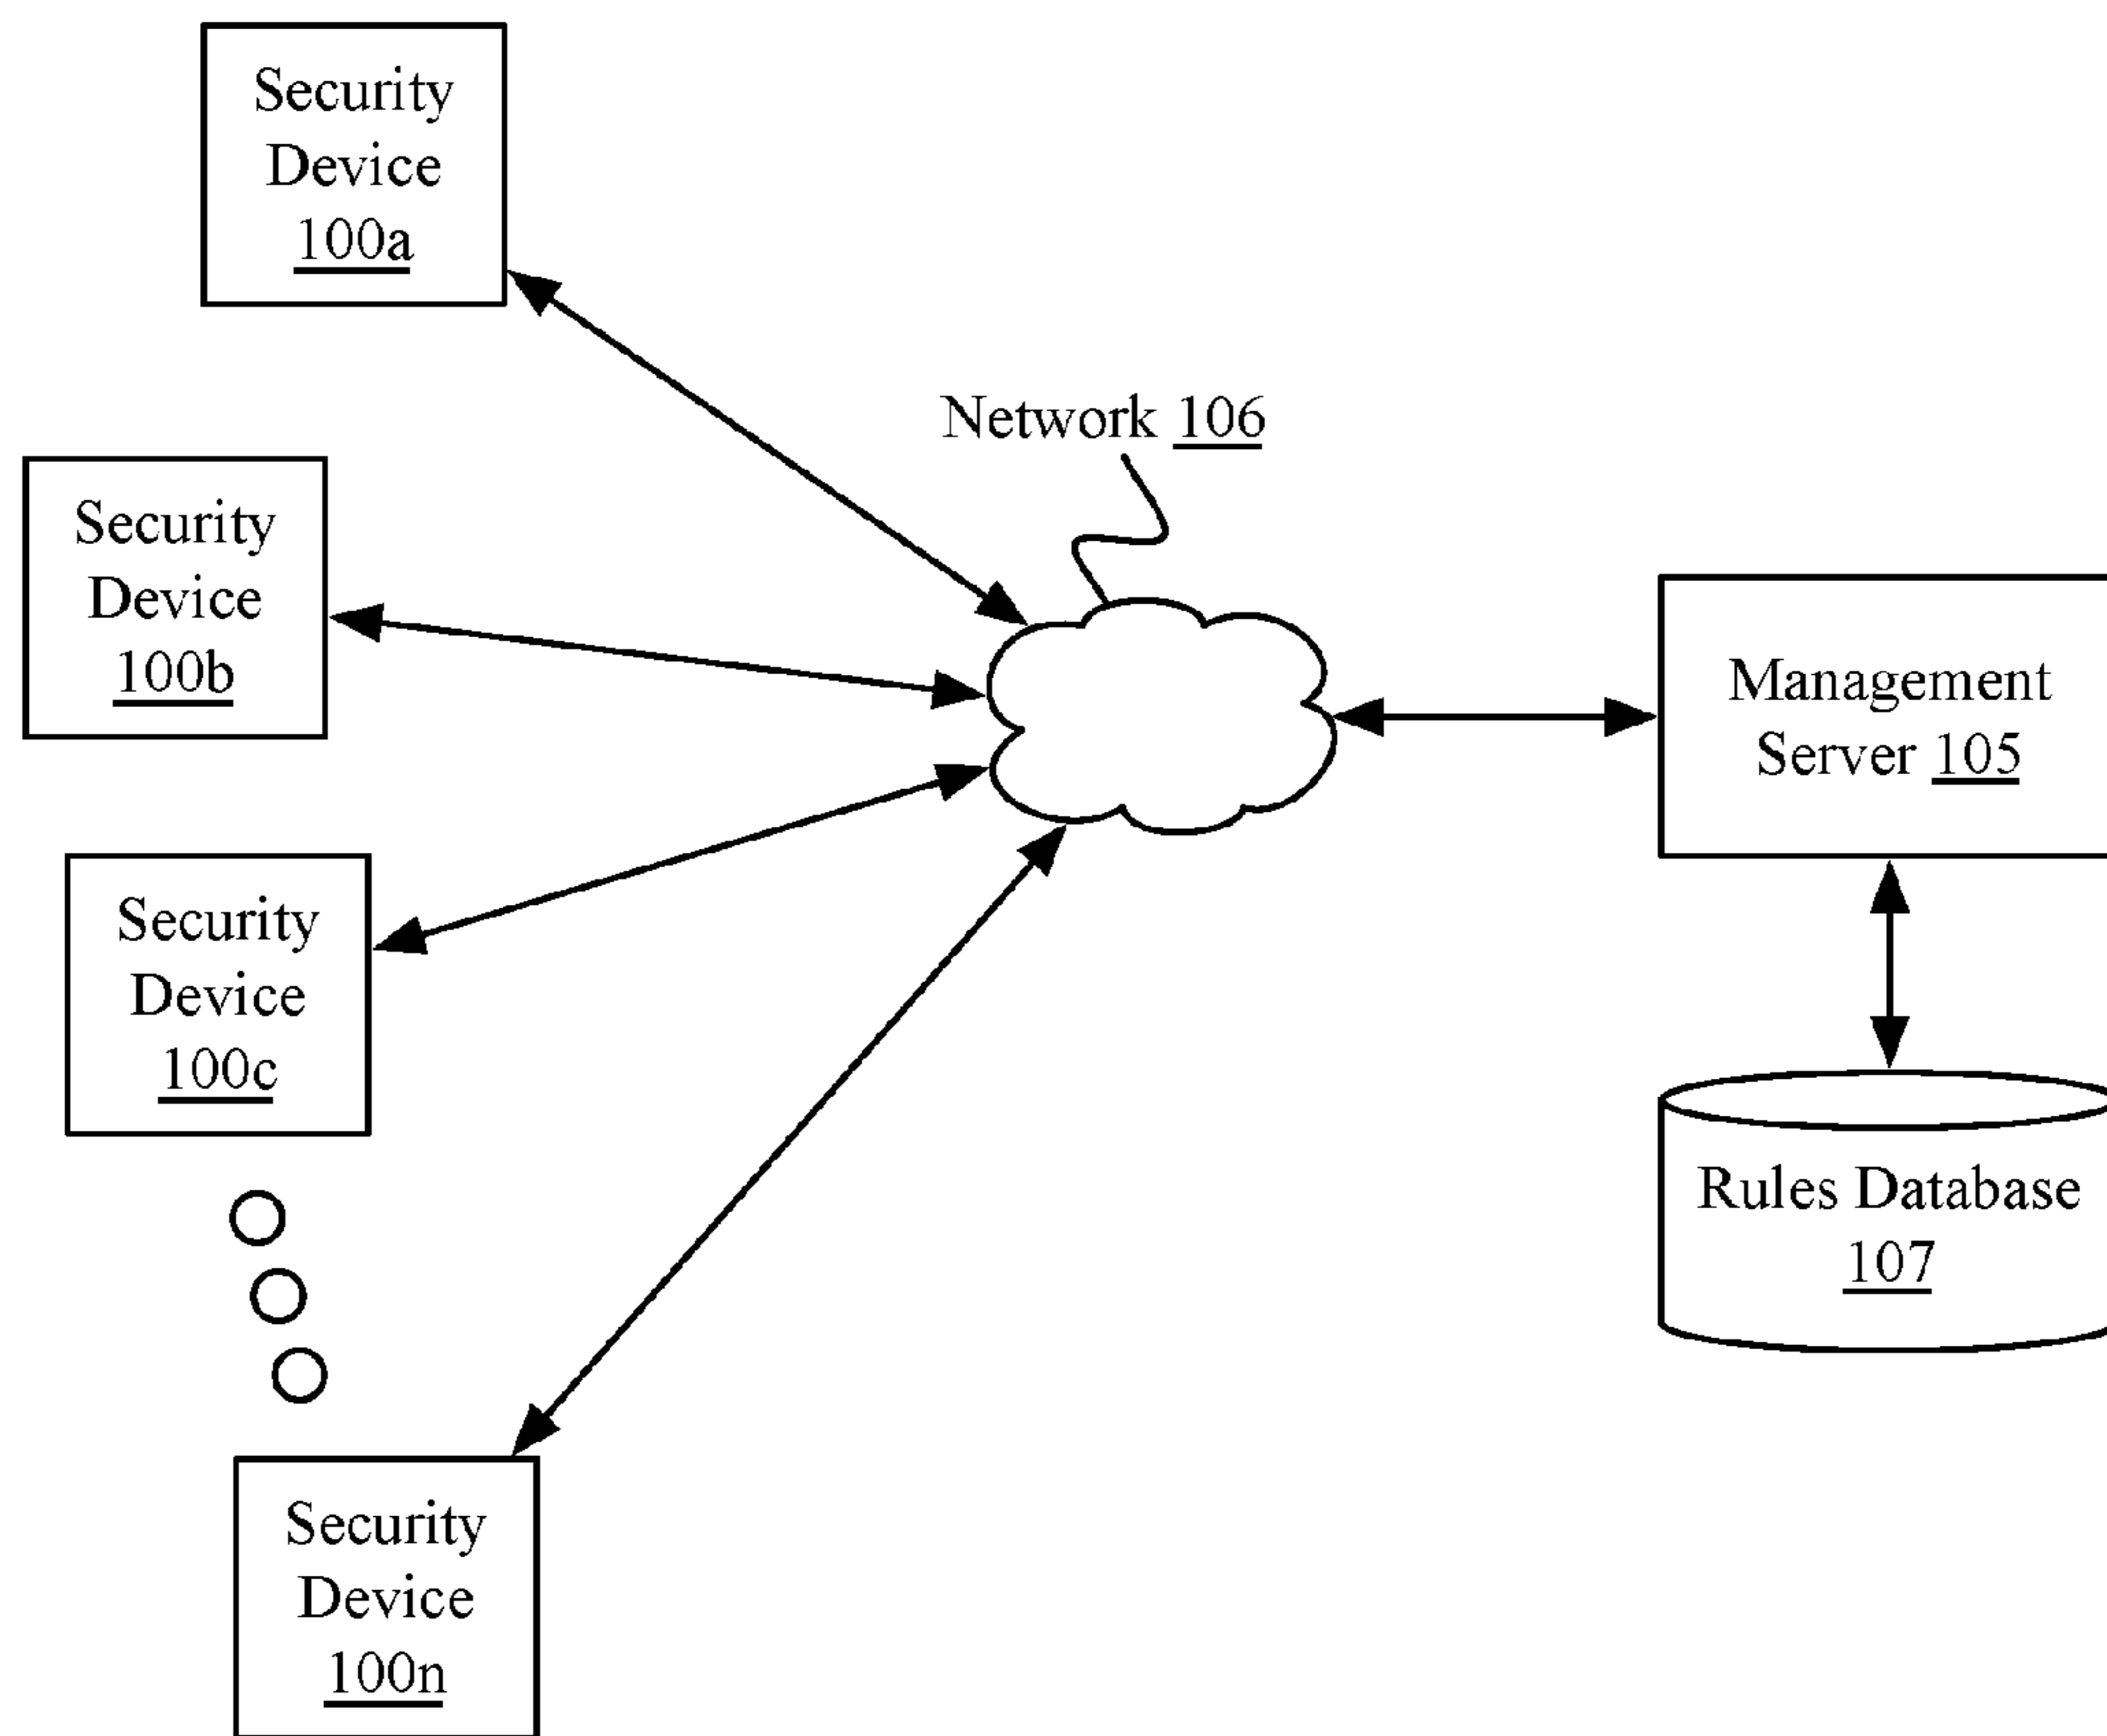 Security
Device
100a
Network 106
Security
Device
100b
Management
Server 105
Security
Device
100c
Rules Database
107
Security
Device
100n